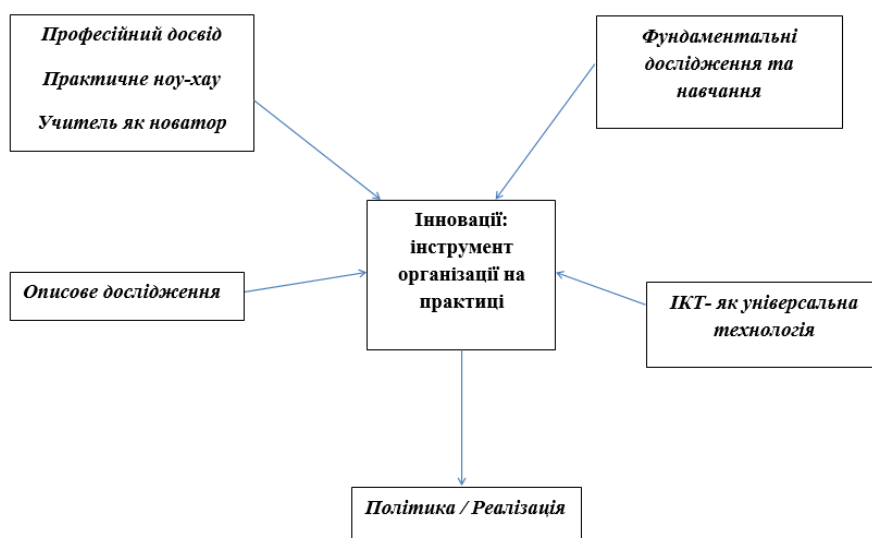 Професійний досвід
Практичне ноу-хау
Учитель як новатор
Фундаментальні
дослідження та
навчання
Інновації:
інструмент
організації на
практиці
Описове дослідження
ІКТ- як універсальна
технологія
Політика / Реалізація